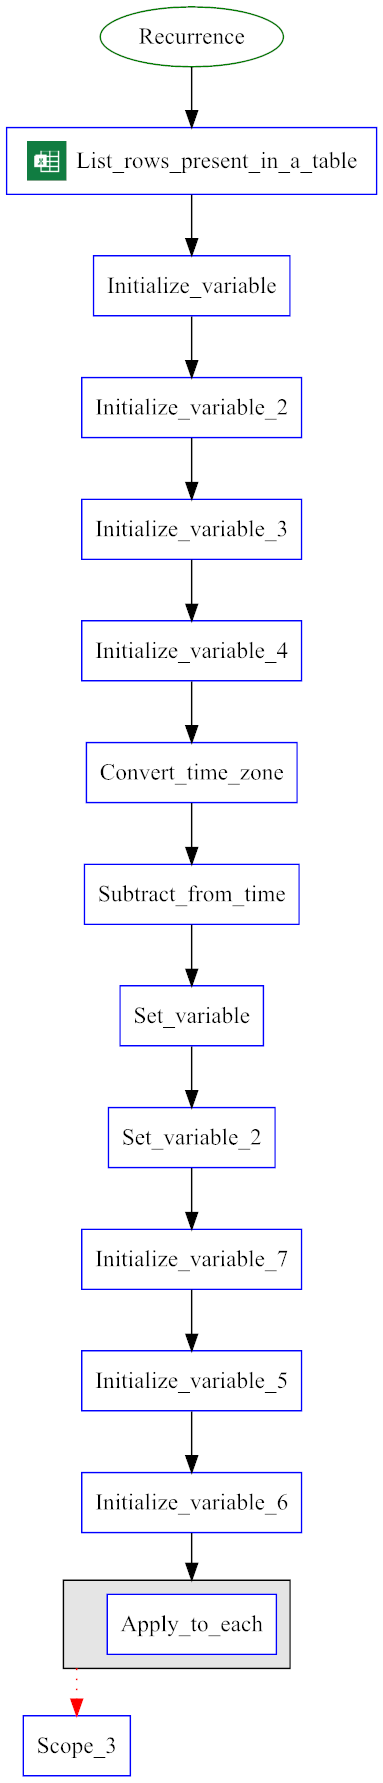 Recurrence
List_rows_present_in_a_table
Initialize_variable
Initialize_variable_2
Initialize_variable_3
Initialize_variable_4
Convert_time_zone
Subtract_from_time
Set_variable
Set_variable_2
Initialize_variable_7
Initialize_variable_5
Initialize_variable_6
Apply_to_each
Scope_3